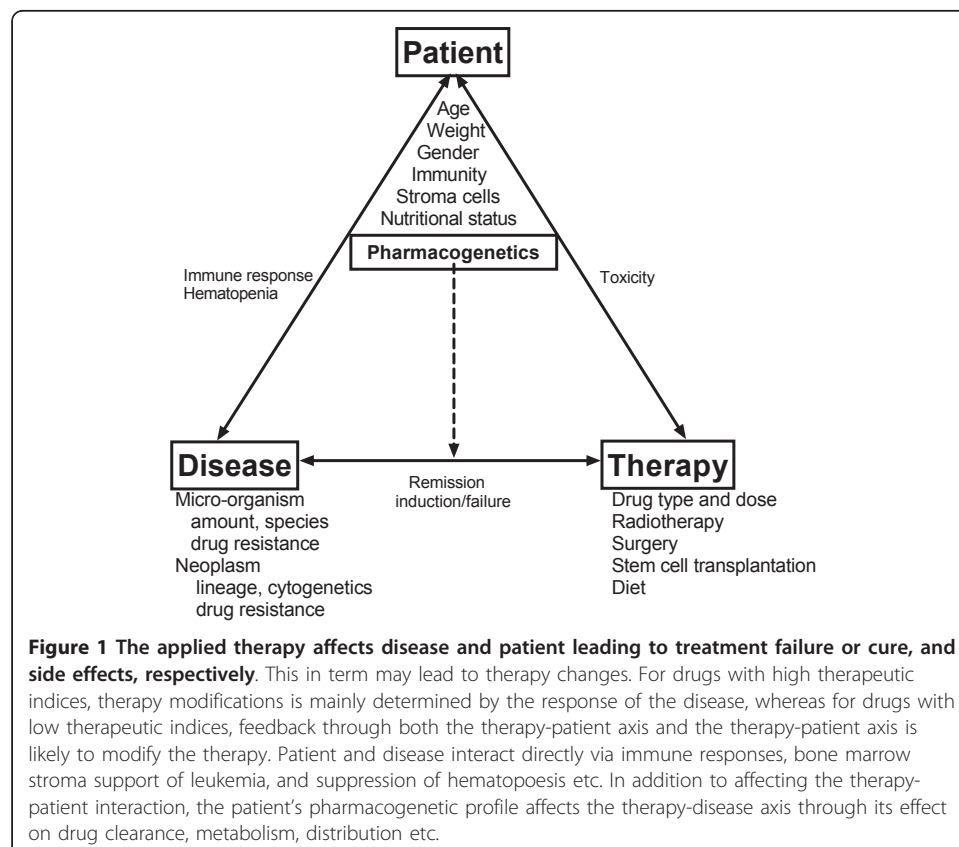 Patient
Age
Weight
Gender
Immunity
Stroma cells
Nutritional status
Pharmacogenetics
Immune response
Hematopenia
Toxicity
Disease
Therapy
Remission
induction/failure
Micro-organism
amount, species
drug resistance
Neoplasm
lineage, cytogenetics
drug resistance
Drug type and dose
Radiotherapy
Surgery
Stem cell transplantation
Diet
Figure 1 The applied therapy affects disease and patient leading to treatment failure or cure, and
side effects, respectively. This in term may lead to therapy changes. For drugs with high therapeutic
indices, therapy modifications is mainly determined by the response of the disease, whereas for drugs with
low therapeutic indices, feedback through both the therapy-patient axis and the therapy-patient axis is
likely to modify the therapy. Patient and disease interact directly via immune responses, bone marrow
stroma support of leukemia, and suppression of hematopoesis etc. In addition to affecting the therapy-
patient interaction, the patient's pharmacogenetic profile affects the therapy-disease axis through its effect
on drug clearance, metabolism, distribution etc.